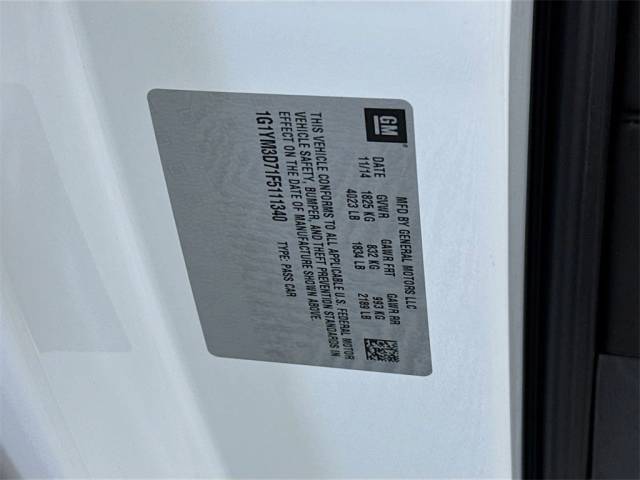 GM
MFD BY GENERAL MOTORS LLC
DATE GVWR GAWR FRT GAWR RR
11/14 1825 KG 832 KG 993 KG
4023 LB 1834 LB 2189 LB
THIS VEHICLE CONFORMS TO ALL APPLICABLE U.S. FEDERAL MOTOR
VEHICLE SAFETY, BUMPER, AND THEFT PREVENTION STANDARDS IN
EFFECT ON THE DATE OF MANUFACTURE SHOWN ABOVE.
1G1YM3D71F5111340 TYPE: PASS CAR